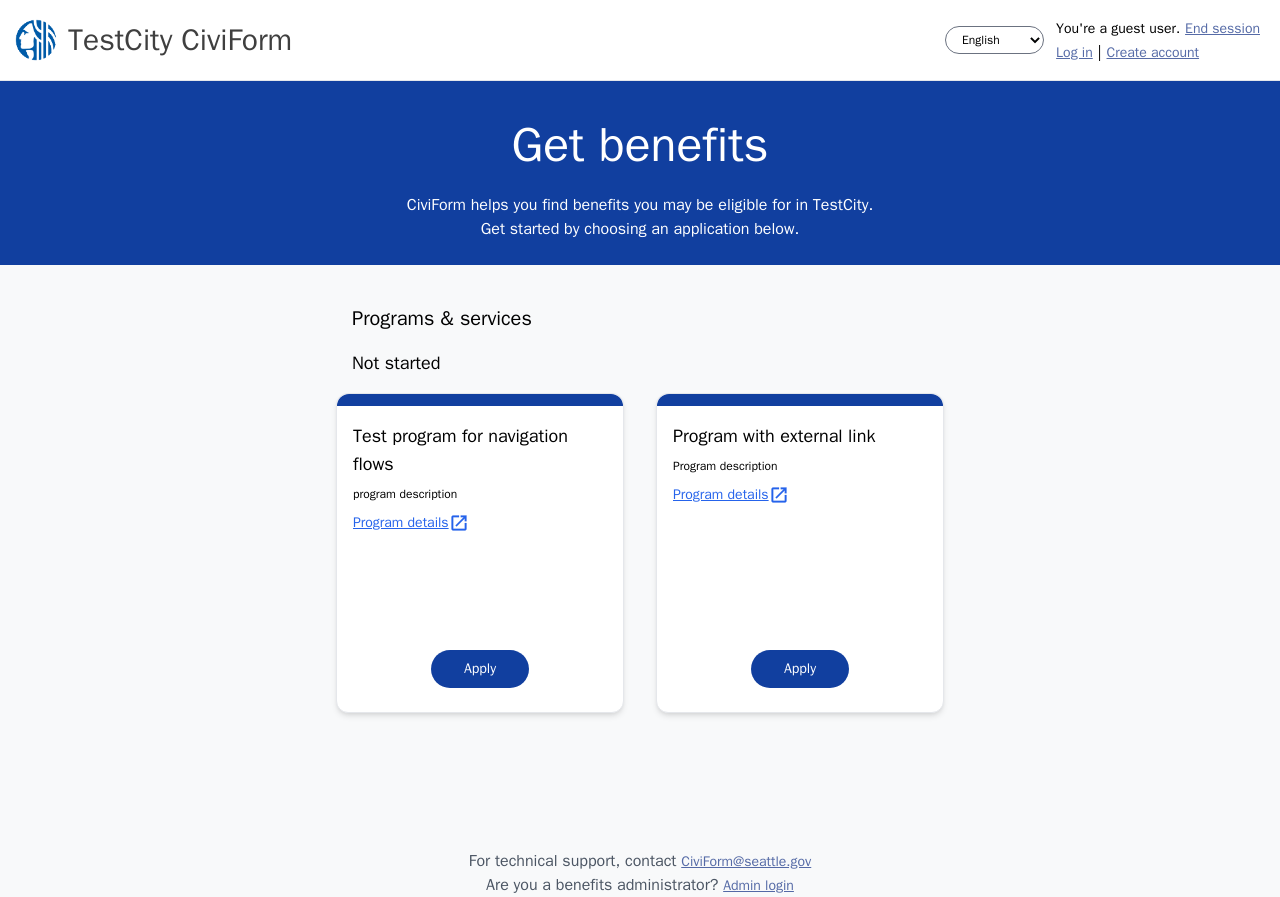 TestCity CiviForm
English
You're a guest user. End session
Log in | Create account
Get benefits
CiviForm helps you find benefits you may be eligible for in TestCity.
Get started by choosing an application below.
Programs & services
Not started
Test program for navigation
flows
program description
Program details
Apply
Program with external link
Program description
Program details
Apply
For technical support, contact CiviForm@seattle.gov
Are you a benefits administrator? Admin login